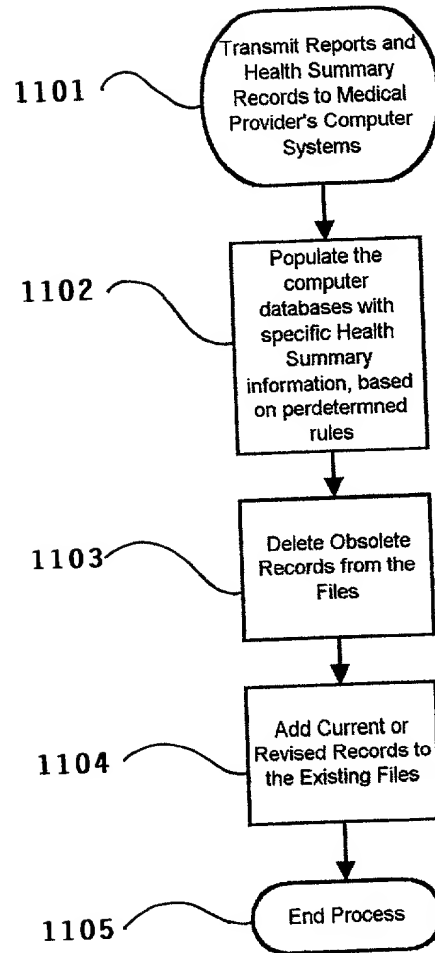 1101
Transmit Reports and
Health Summary
Records to Medical
Provider's Computer
Systems
1102
Populate the
computer
databases with
specific Health
Summary
information, based
on perdetermned
rules
1103
Delete Obsolete
Records from the
Files
1104
Add Current or
Revised Records to
the Existing Files
1105
End Process